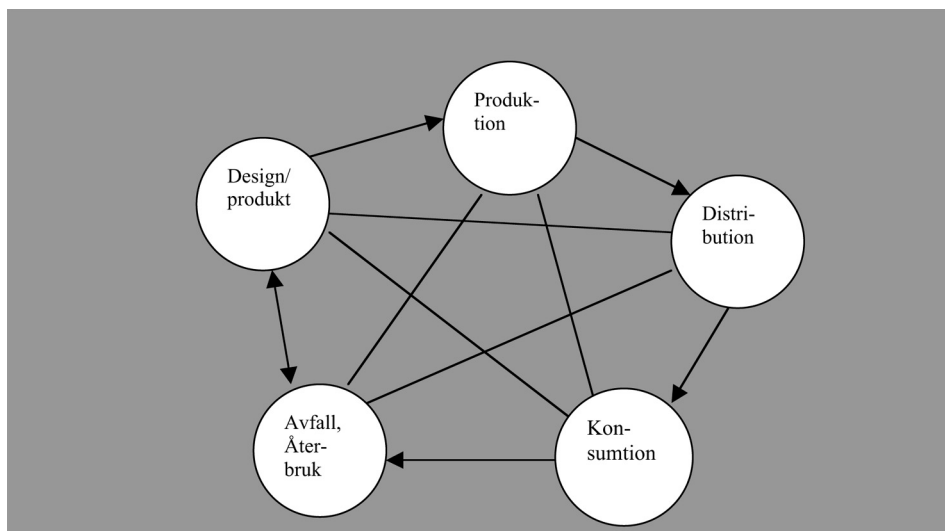 Produk-
tion
Design/
produkt
Distri-
bution
Avfall,
Åter-
bruk
Kon-
sumtion